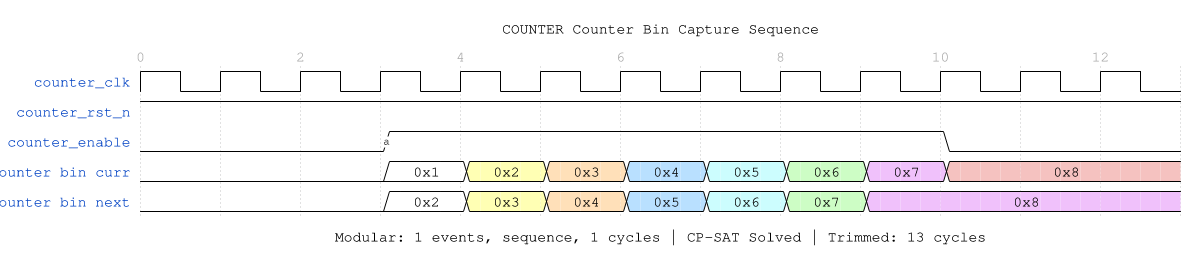 COUNTER Counter Bin Capture Sequence
0 2 4 6 8 10 12
counter_clk
counter_rst_n
counter_enable a
ounter bin curr 0x1 0x2 0x3 0x4 0x5 0x6 0x7 0x8
ounter bin next 0x2 0x3 0x4 0x5 0x6 0x7 0x8
Modular: 1 events, sequence, 1 cycles | CP-SAT Solved | Trimmed: 13 cycles